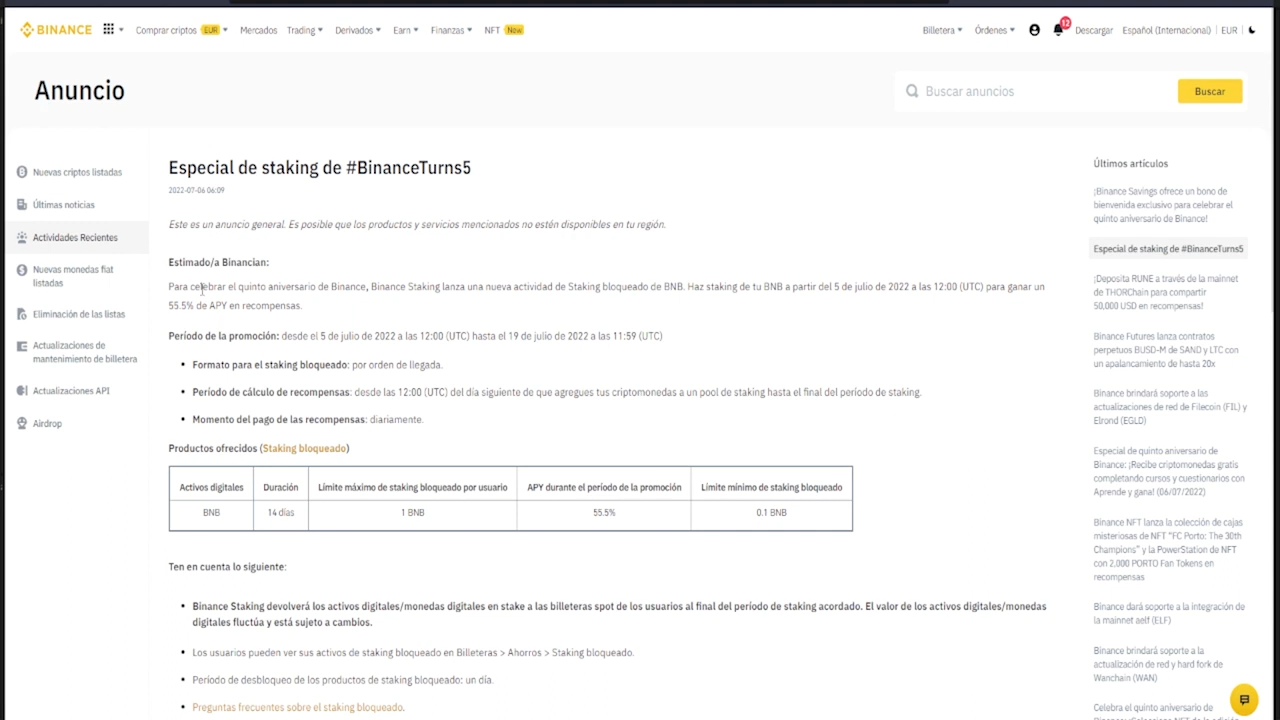 BINANCE
Comprar criptos EUR
Mercados
Trading
Derivados
Earn
Finanzas
NFT New
Billetera
Órdenes
12
Descargar
Español (Internacional)
EUR
Anuncio
Buscar anuncios
Buscar
Nuevas criptos listadas
Últimas noticias
Actividades Recientes
Nuevas monedas fiat
listadas
Eliminación de las listas
Actualizaciones de
mantenimiento de billetera
Actualizaciones API
Airdrop
Especial de staking de #BinanceTurns5
2022-07-06 06:09
Este es un anuncio general. Es posible que los productos y servicios mencionados no estén disponibles en tu región.
Estimado/a Binancian:
Para celebrar el quinto aniversario de Binance, Binance Staking lanza una nueva actividad de Staking bloqueado de BNB. Haz staking de tu BNB a partir del 5 de julio de 2022 a las 12:00 (UTC) para ganar un
55.5% de APY en recompensas.
Período de la promoción: desde el 5 de julio de 2022 a las 12:00 (UTC) hasta el 19 de julio de 2022 a las 11:59 (UTC)
• Formato para el staking bloqueado: por orden de llegada.
• Período de cálculo de recompensas: desde las 12:00 (UTC) del día siguiente de que agregues tus criptomonedas a un pool de staking hasta el final del período de staking.
• Momento del pago de las recompensas: diariamente.
Productos ofrecidos (Staking bloqueado)
Activos digitales Duración Límite máximo de staking bloqueado por usuario APY durante el período de la promoción Límite mínimo de staking bloqueado
BNB 14 días 1 BNB 55.5% 0.1 BNB
Ten en cuenta lo siguiente:
• Binance Staking devolverá los activos digitales/monedas digitales en stake a las billeteras spot de los usuarios al final del período de staking acordado. El valor de los activos digitales/monedas
digitales fluctúa y está sujeto a cambios.
• Los usuarios pueden ver sus activos de staking bloqueado en Billeteras > Ahorros > Staking bloqueado.
• Período de desbloqueo de los productos de staking bloqueado: un día.
• Preguntas frecuentes sobre el staking bloqueado.
Últimos artículos
¡Binance Savings ofrece un bono de
bienvenida exclusivo para celebrar el
quinto aniversario de Binance!
Especial de staking de #BinanceTurns5
¡Deposita RUNE a través de la mainnet
de THORChain para compartir
50,000 USD en recompensas!
Binance Futures lanza contratos
perpetuos BUSD-M de SAND y LTC con
un apalancamiento de hasta 20x
Binance brindará soporte a las
actualizaciones de red de Filecoin (FIL) y
Elrond (EGLD)
Especial de quinto aniversario de
Binance: ¡Recibe criptomonedas gratis
completando cursos y cuestionarios con
Aprende y gana! (06/07/2022)
Binance NFT lanza la colección de cajas
misteriosas de NFT "FC Porto: The 30th
Champions" y la PowerStation de NFT
con 2,000 PORTO Fan Tokens en
recompensas
Binance dará soporte a la integración de
la mainnet aelf (ELF)
Binance brindará soporte a la
actualización de red y hard fork de
Wanchain (WAN)
Celebra el quinto aniversario de